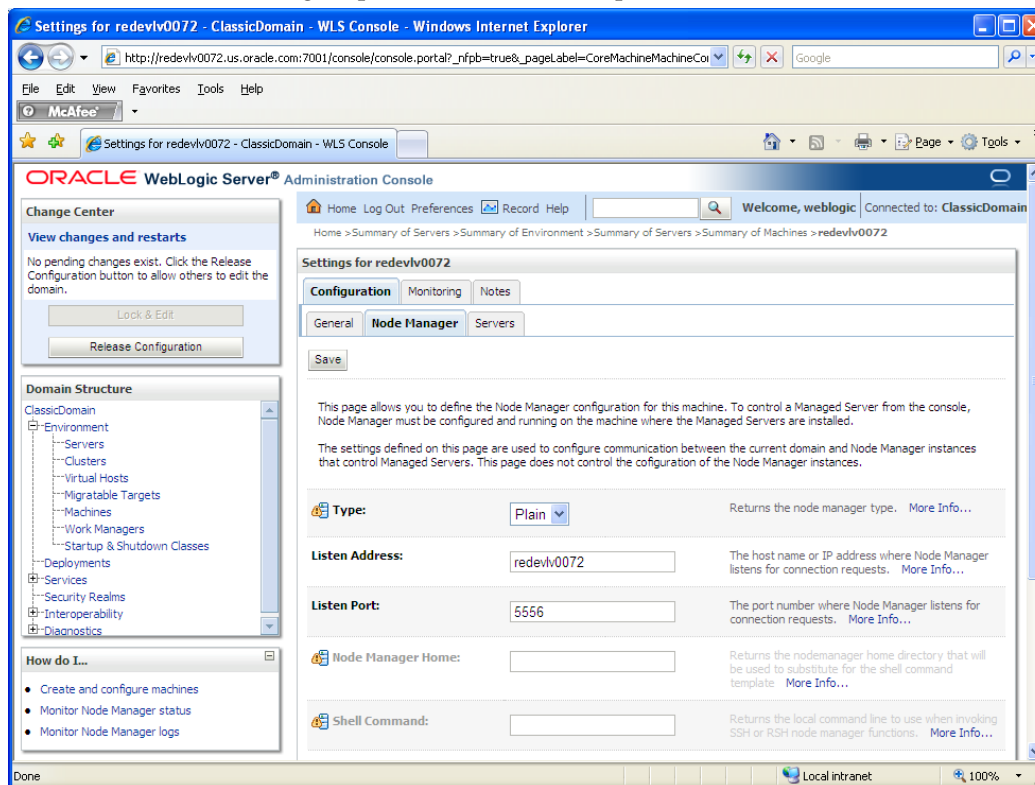 Settings for redevlv0072 - ClassicDomain - WLS Console - Windows Internet Explorer
http://redevlv0072.us.oracle.com:7001/console/console.portal?_nfpb=true&_pageLabel=CoreMachineMachineCo
Google
File Edit View Favorites Tools Help
McAfee
Settings for redevlv0072 - ClassicDomain - WLS Console
Page Tools
ORACLE WebLogic Server® Administration Console
Change Center
View changes and restarts
No pending changes exist. Click the Release
Configuration button to allow others to edit the
domain.
Lock & Edit
Release Configuration
Domain Structure
ClassicDomain
Environment
Servers
Clusters
Virtual Hosts
Migratable Targets
Machines
Work Managers
Startup & Shutdown Classes
Deployments
Services
Security Realms
Interoperability
Diagnostics
How do I...
Create and configure machines
Monitor Node Manager status
Monitor Node Manager logs
Home Log Out Preferences Record Help
Welcome, weblogic Connected to: ClassicDomain
Home >Summary of Servers >Summary of Environment >Summary of Servers >Summary of Machines >redevlv0072
Settings for redevlv0072
Configuration Monitoring Notes
General Node Manager Servers
Save
This page allows you to define the Node Manager configuration for this machine. To control a Managed Server from the console,
Node Manager must be configured and running on the machine where the Managed Servers are installed.
The settings defined on this page are used to configure communication between the current domain and Node Manager instances
that control Managed Servers. This page does not control the cofiguration of the Node Manager instances.
Type: Plain Returns the node manager type. More Info...
Listen Address: redevlv0072 The host name or IP address where Node Manager
listens for connection requests. More Info...
Listen Port: 5556 The port number where Node Manager listens for
connection requests. More Info...
Node Manager Home: Returns the nodemanager home directory that will
be used to substitute for the shell command
template More Info...
Shell Command: Returns the local command line to use when invoking
SSH or RSH node manager functions. More Info...
Done
Local intranet
100%